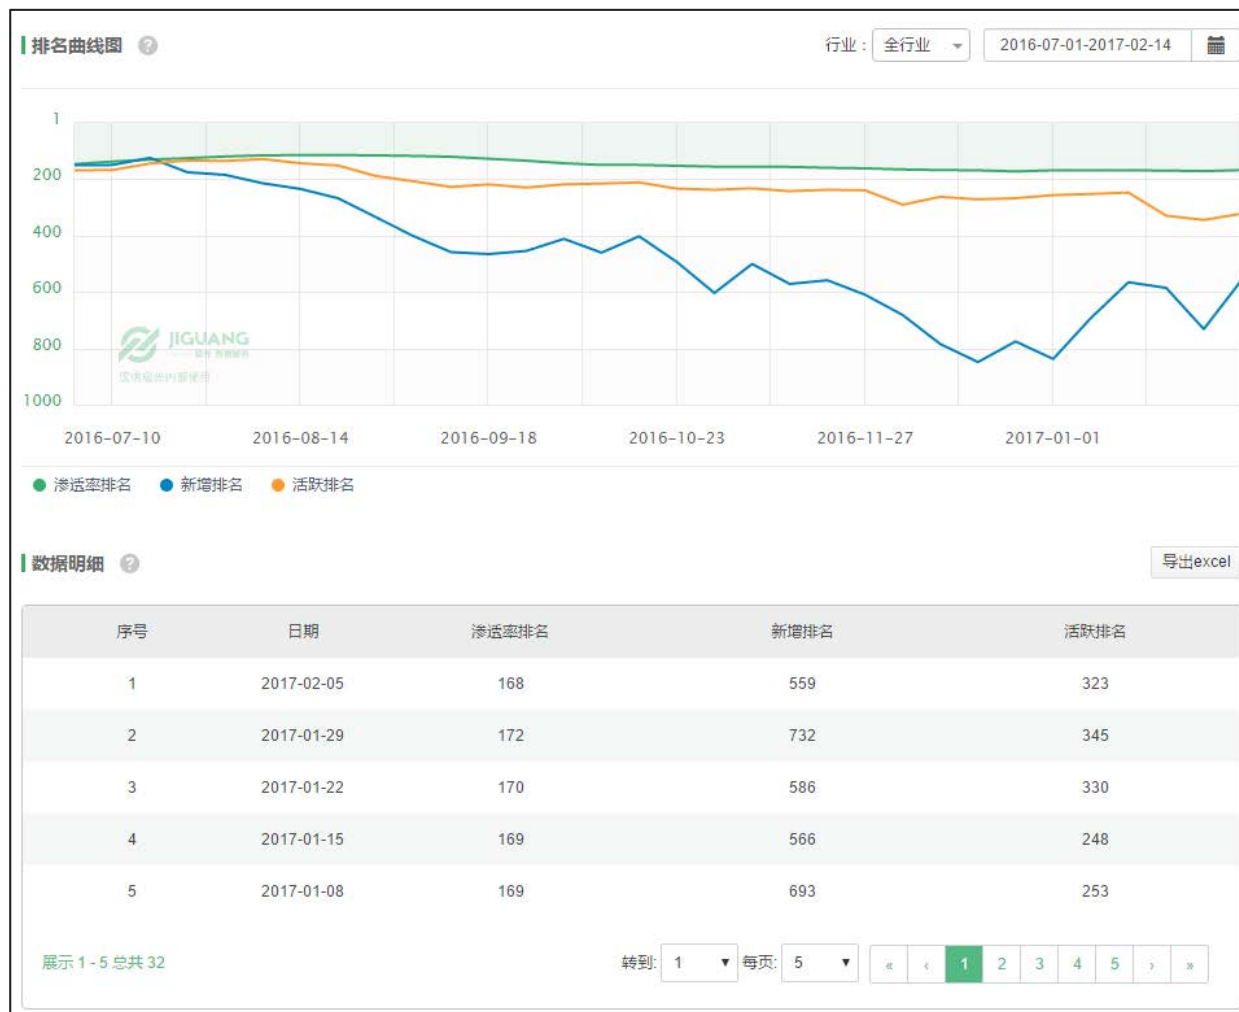 排名曲线图 ?
行业： 全行业 2016-07-01-2017-02-14
1
200
400
600
800
1000
JIGUANG
2016-07-10 2016-08-14 2016-09-18 2016-10-23 2016-11-27 2017-01-01
渗透率排名 新增排名 活跃排名
数据明细 ?
导出excel
序号 日期 渗透率排名 新增排名 活跃排名
1 2017-02-05 168 559 323
2 2017-01-29 172 732 345
3 2017-01-22 170 586 330
4 2017-01-15 169 566 248
5 2017-01-08 169 693 253
展示 1 - 5 总共 32
转到: 1 每页: 5 « ‹ 1 2 3 4 5 › »